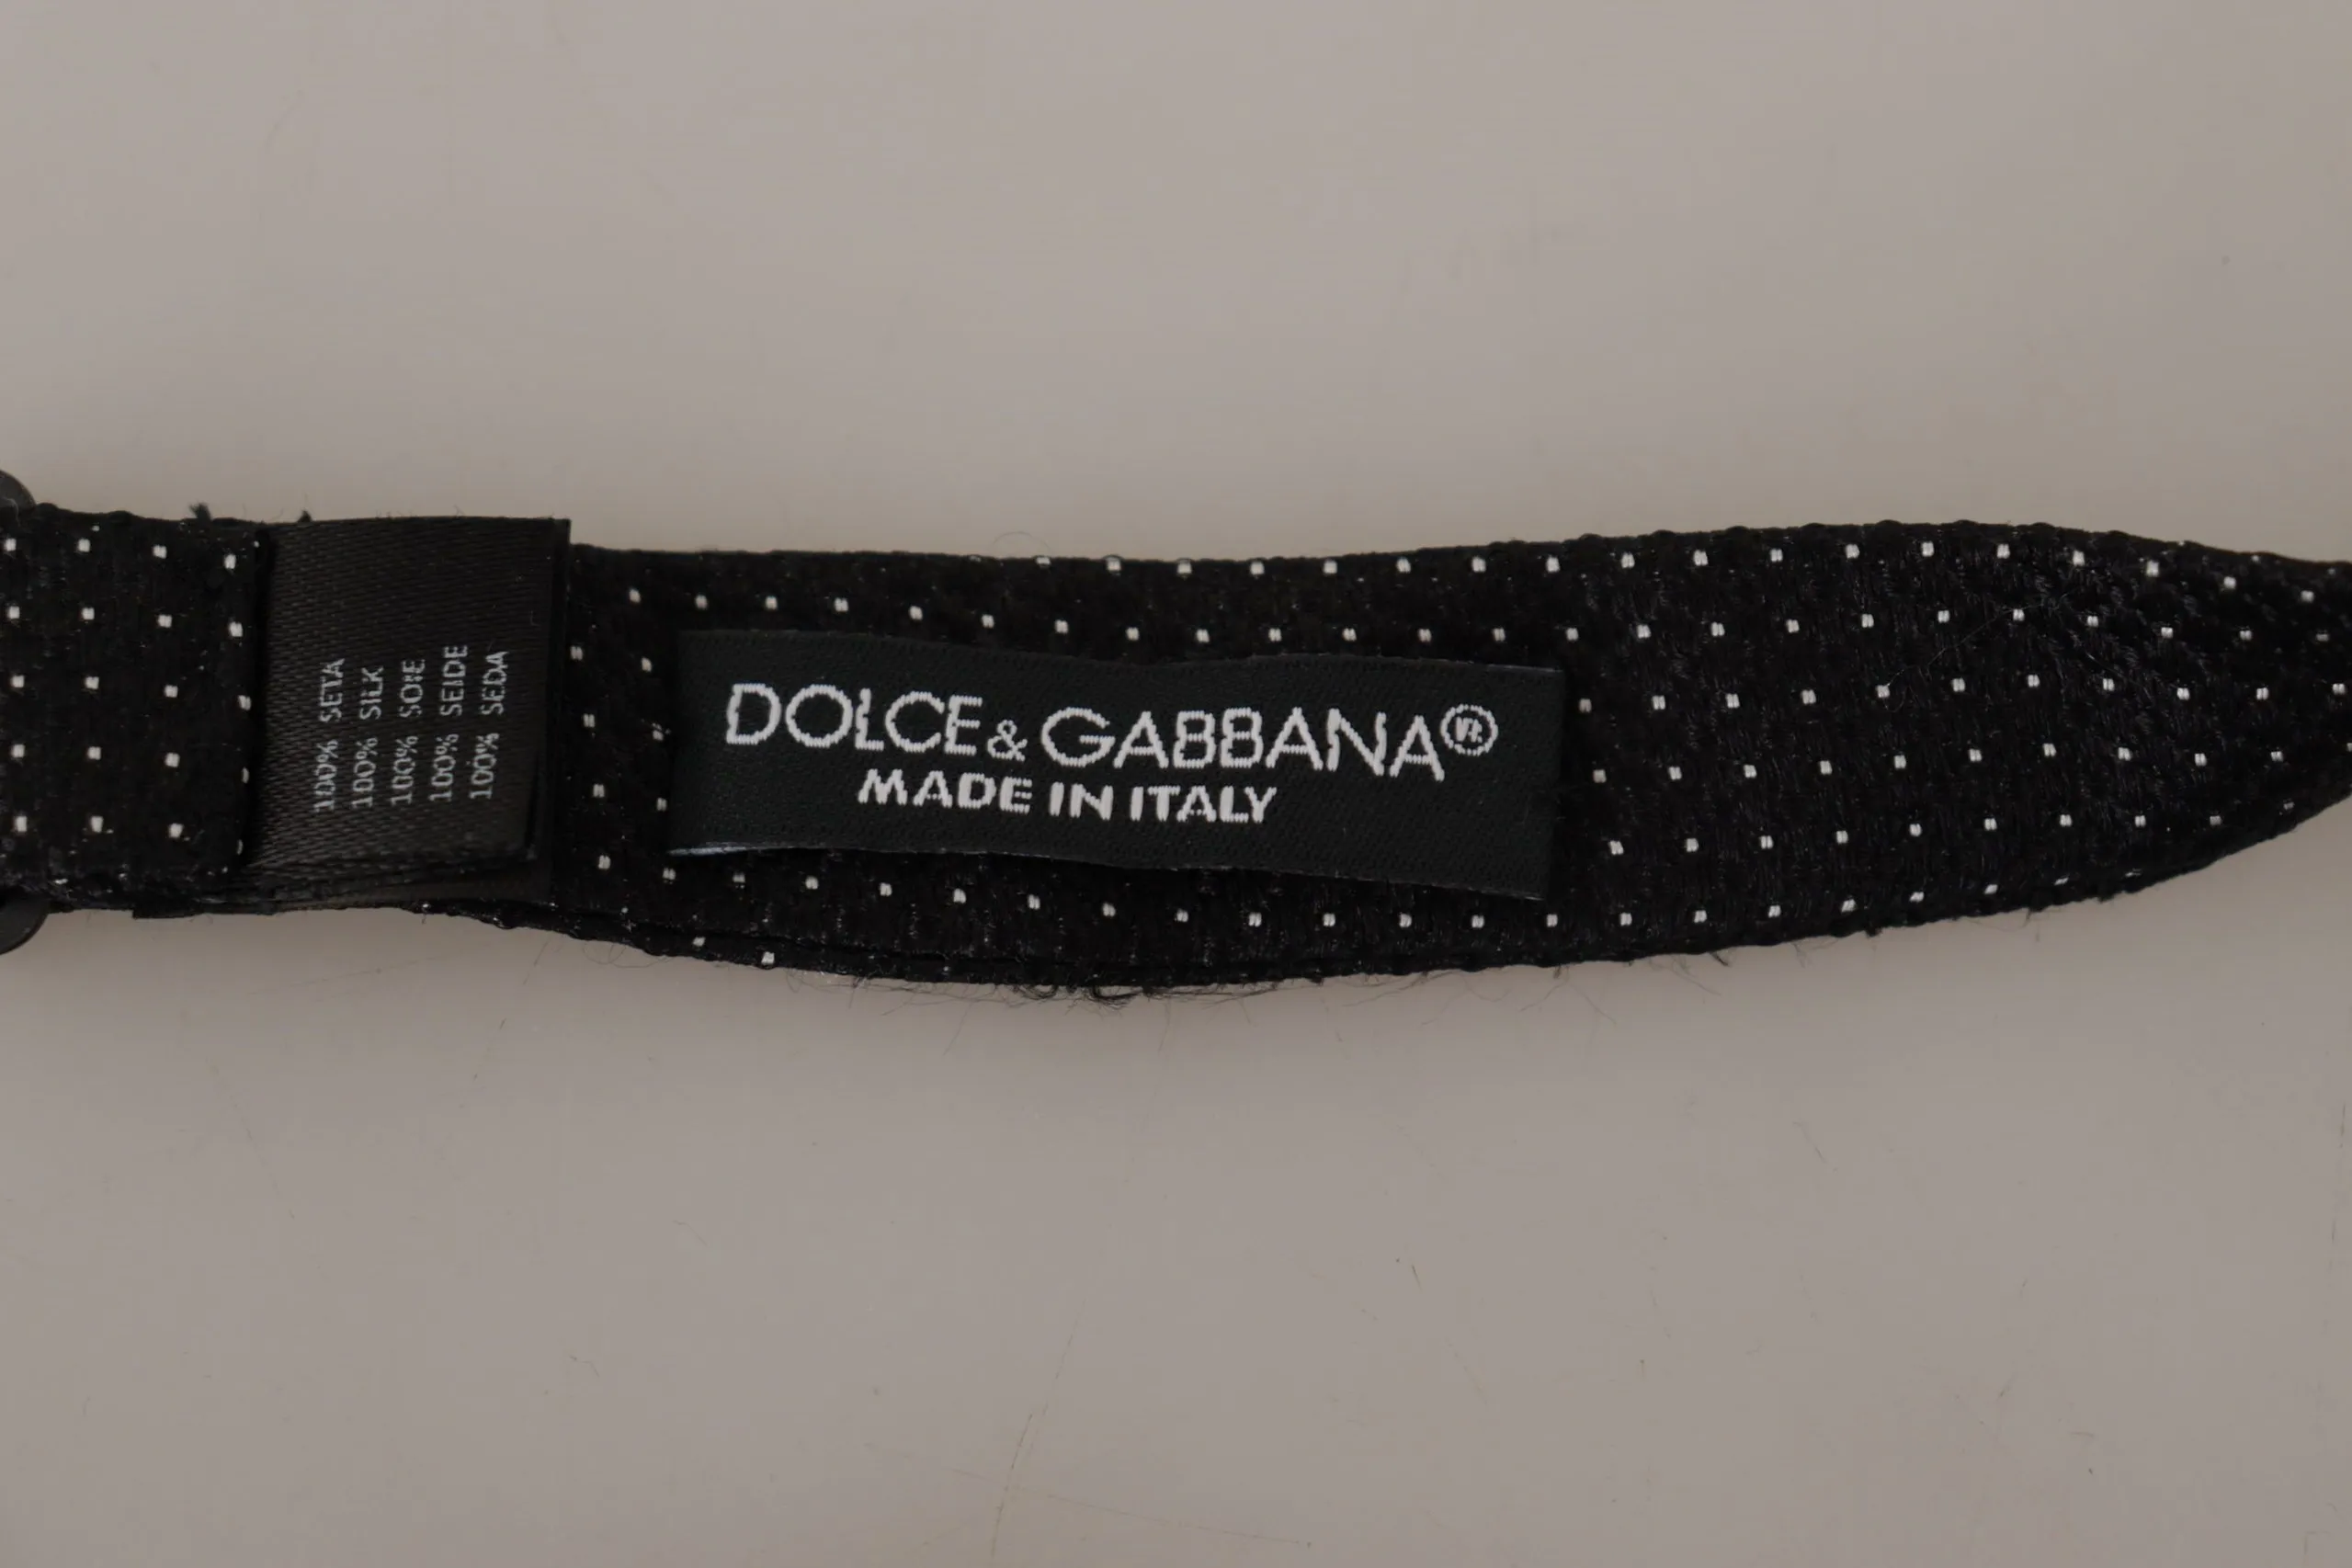 100% SETA
100% SILK
100% SOIE
100% SEIDE
100% SEDA
DOLCE & GABBANA®
MADE IN ITALY